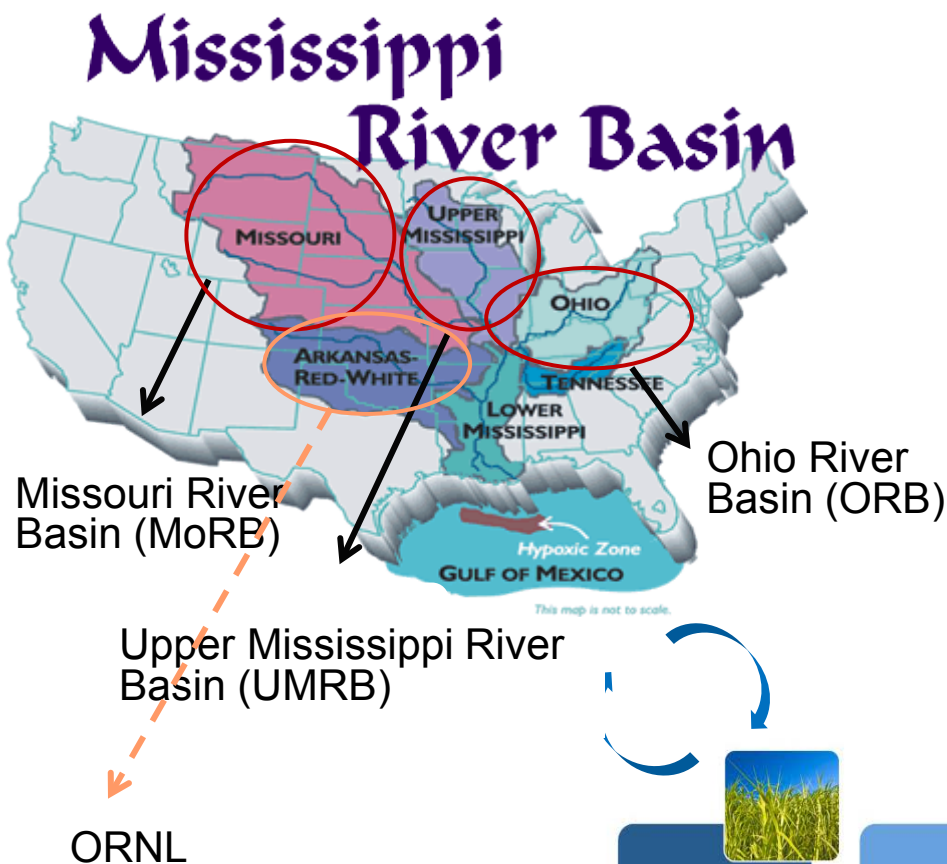 Mississippi
River Basin
UPPER
MISSISSIPPI
MISSOURI
OHIO
ARKANSAS-
RED-WHITE
TENNESSEE
LOWER
MISSISSIPPI
Ohio River
Basin (ORB)
Missouri River
Basin (MoRB)
Hypoxic Zone
GULF OF MEXICO
This map is not to scale.
Upper Mississippi River
Basin (UMRB)
ORNL